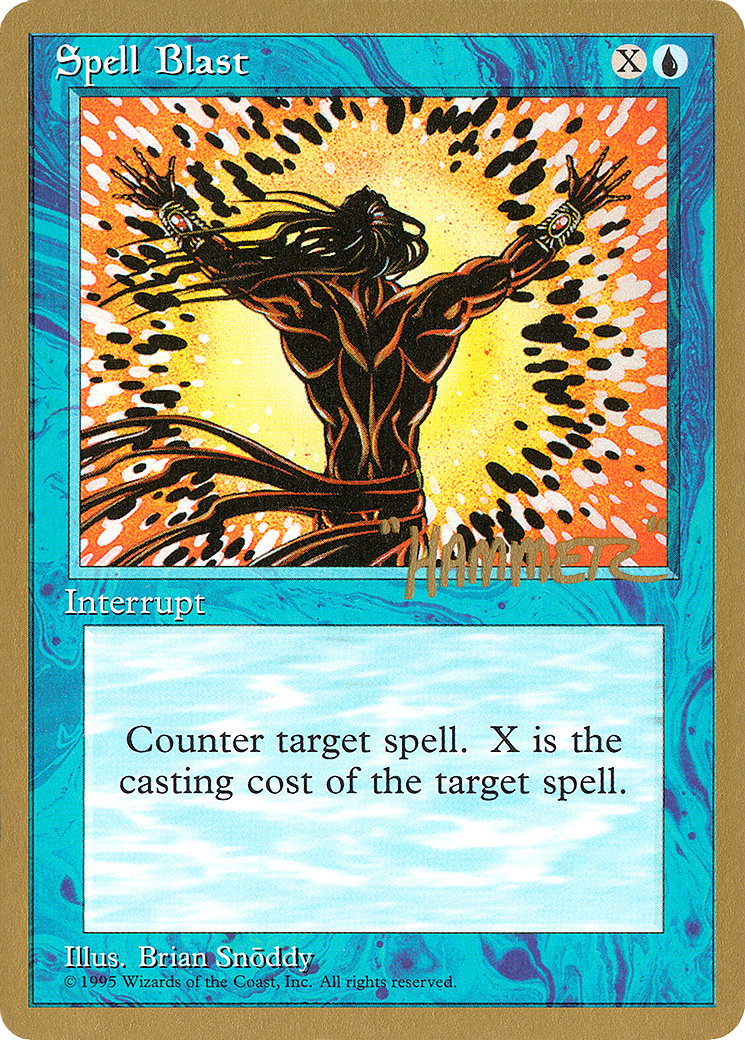 Spell Blast X
"HAMMER"
Interrupt
Counter target spell. X is the
casting cost of the target spell.
Illus. Brian Snōddy
© 1995 Wizards of the Coast, Inc. All rights reserved.